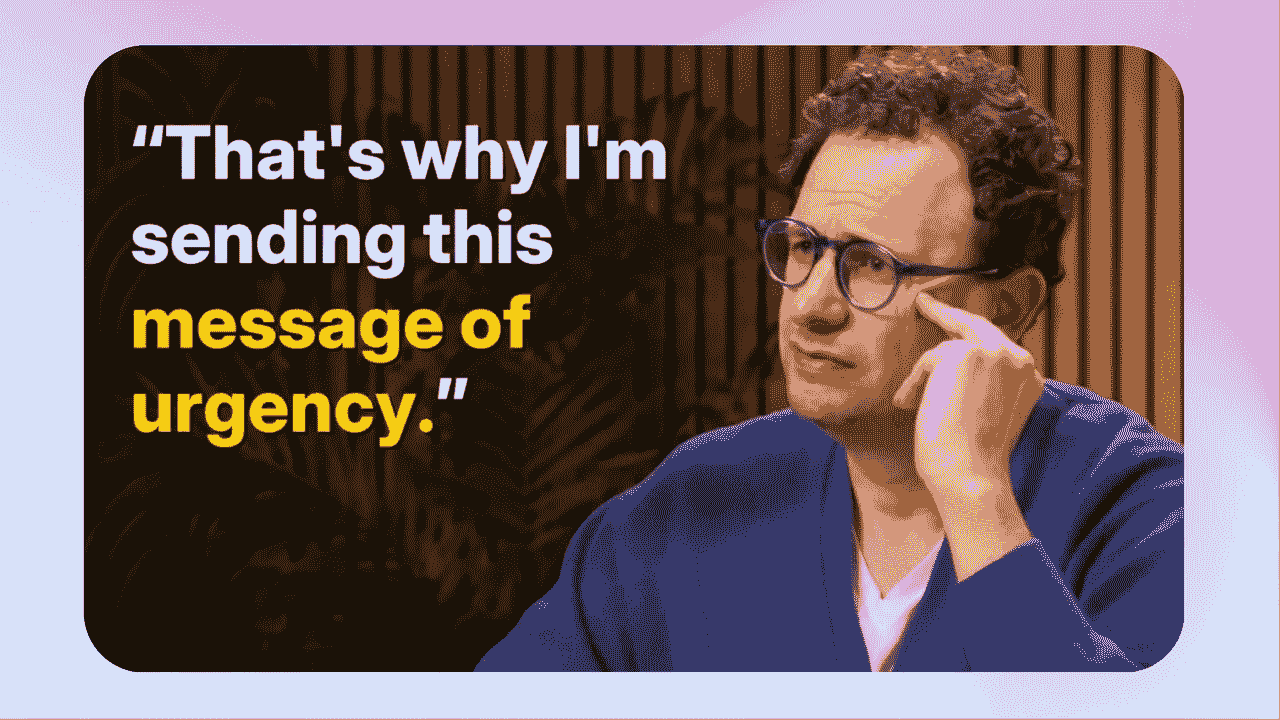 “That's why I'm
sending this
message of
urgency.”